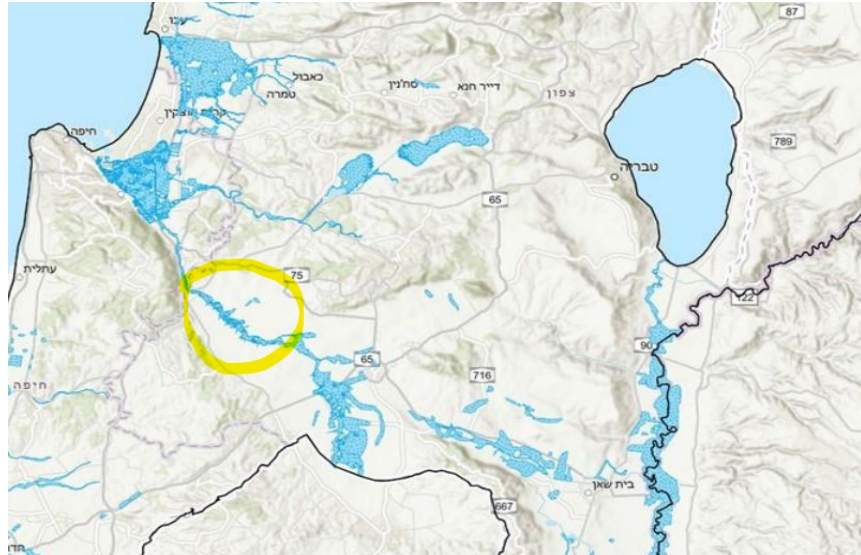 87
עכו
כאבול
סח'נין
דייר חנא
צפון
טמרה
חיפה
789
טבריה
65
עתלית
75
122
90
65
716
חיפה
בית שאן
667